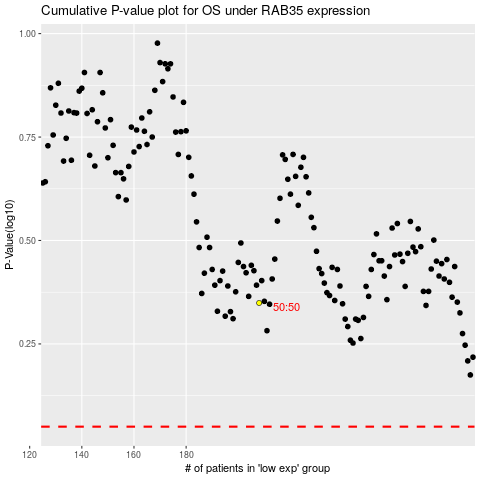 Cumulative P-value plot for OS under RAB35 expression
P-Value(log10)
1.00
0.75
0.50
0.25
50:50
120 140 160 180
# of patients in 'low exp' group